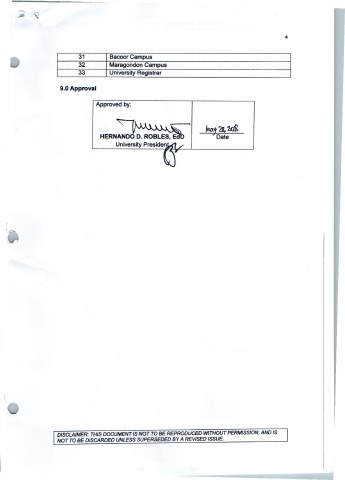 4
31 Bacoor Campus
32 Maragondon Campus
33 University Registrar
9.0 Approval
Approved by:
HERNANDO D. ROBLES, EdD
University President
May 28, 2018
Date
DISCLAIMER: THIS DOCUMENT IS NOT TO BE REPRODUCED WITHOUT PERMISSION; AND IS
NOT TO BE DISCARDED UNLESS SUPERSEDED BY A REVISED ISSUE.